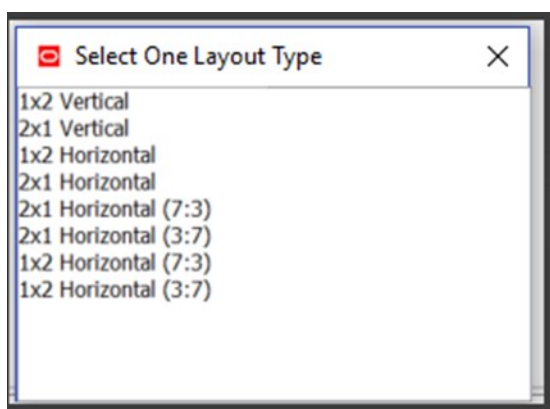 Select One Layout Type
1x2 Vertical
2x1 Vertical
1x2 Horizontal
2x1 Horizontal
2x1 Horizontal (7:3)
2x1 Horizontal (3:7)
1x2 Horizontal (7:3)
1x2 Horizontal (3:7)